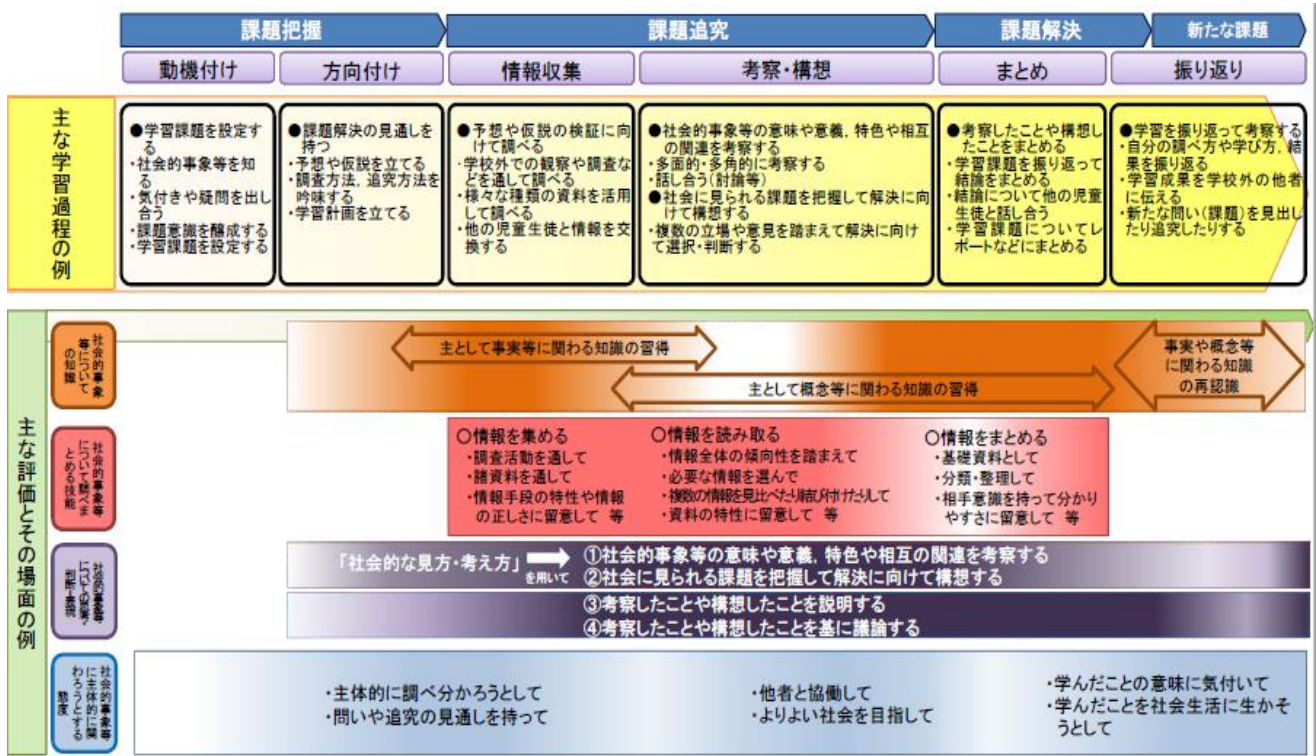 課題把握
課題追究
課題解決
新たな課題
動機付け
方向付け
情報収集
考察・構想
まとめ
振り返り
主な学習過程の例
●学習課題を設定す
る
・社会的事象等を知
る
・気付きや疑問を出し
合う
・課題意識を醸成する
・学習課題を設定する
●課題解決の見通しを
持つ
・予想や仮説を立てる
・調査方法，追究方法を
吟味する
・学習計画を立てる
●予想や仮説の検証に向
けて調べる
・学校外での観察や調査な
どを通して調べる
・様々な種類の資料を活用
して調べる
・他の児童生徒と情報を交
換する
●社会的事象等の意味や意義，特色や相互
の関連を考察する
・多面的・多角的に考察する
・話し合う(討論等)
●社会に見られる課題を把握して解決に向
けて構想する
・複数の立場や意見を踏まえて解決に向け
て選択・判断する
●考察したことや構想し
たことをまとめる
・学習課題を振り返って
結論をまとめる
・結論について他の児童
生徒と話し合う
・学習課題についてレ
ポートなどにまとめる
●学習を振り返って考察する
・自分の調べ方や学び方，結
果を振り返る
・学習成果を学校外の他者
に伝える
・新たな問い(課題)を見出し
たり追究したりする
主な評価とその場面の例
社会的事象
等について
の知識
主として事実等に関わる知識の習得
主として概念等に関わる知識の習得
事実や概念等
に関わる知識
の再認識
社会的事象等
について調べま
とめる技能
○情報を集める
・調査活動を通して
・諸資料を通して
・情報手段の特性や情報
の正しさに留意して 等
○情報を読み取る
・情報全体の傾向性を踏まえて
・必要な情報を選んで
・複数の情報を見比べたり結び付けたりして
・資料の特性に留意して 等
○情報をまとめる
・基礎資料として
・分類・整理して
・相手意識を持って分かり
やすさに留意して 等
社会的事象等
についての思考・
判断・表現
「社会的な見方・考え方」
を用いて
①社会的事象等の意味や意義，特色や相互の関連を考察する
②社会に見られる課題を把握して解決に向けて構想する
③考察したことや構想したことを説明する
④考察したことや構想したことを基に議論する
社会的事象等
に主体的に関
わろうとする
態度
・主体的に調べ分かろうとして
・問いや追究の見通しを持って
・他者と協働して
・よりよい社会を目指して
・学んだことの意味に気付いて
・学んだことを社会生活に生かそ
うとして